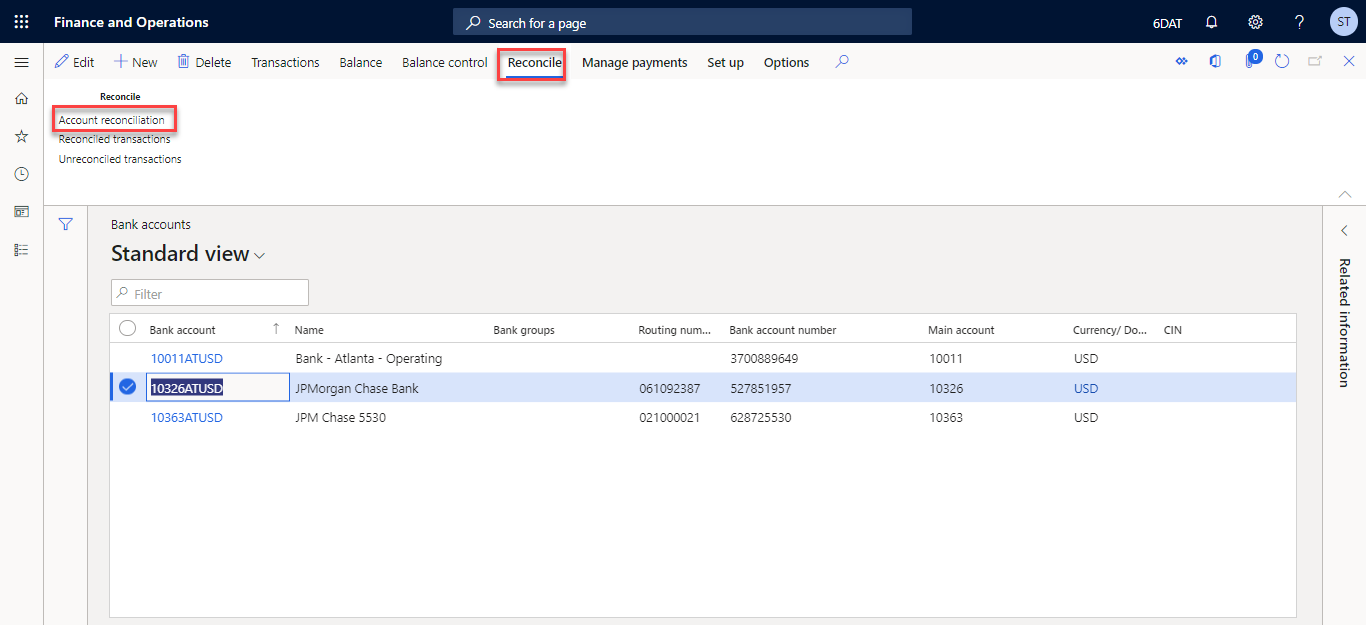 Finance and Operations Search for a page 6DAT ? ST
Edit New Delete Transactions Balance Balance control Reconcile Manage payments Set up Options 0
Reconcile
Account reconciliation
Reconciled transactions
Unreconciled transactions
Bank accounts
Standard view
Filter
Related information
Bank account Name Bank groups Routing num... Bank account number Main account Currency/ Do... CIN
10011ATUSD Bank - Atlanta - Operating 3700889649 10011 USD
10326ATUSD JPMorgan Chase Bank 061092387 527851957 10326 USD
10363ATUSD JPM Chase 5530 021000021 628725530 10363 USD